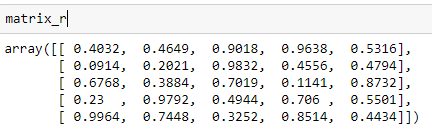 matrix_r
array([[ 0.4032,  0.4649,  0.9018,  0.9638,  0.5316],
       [ 0.0914,  0.2021,  0.9832,  0.4556,  0.4794],
       [ 0.6768,  0.3884,  0.7019,  0.1141,  0.8732],
       [ 0.23  ,  0.9792,  0.4944,  0.706 ,  0.5501],
       [ 0.9964,  0.7448,  0.3252,  0.8514,  0.4434]])